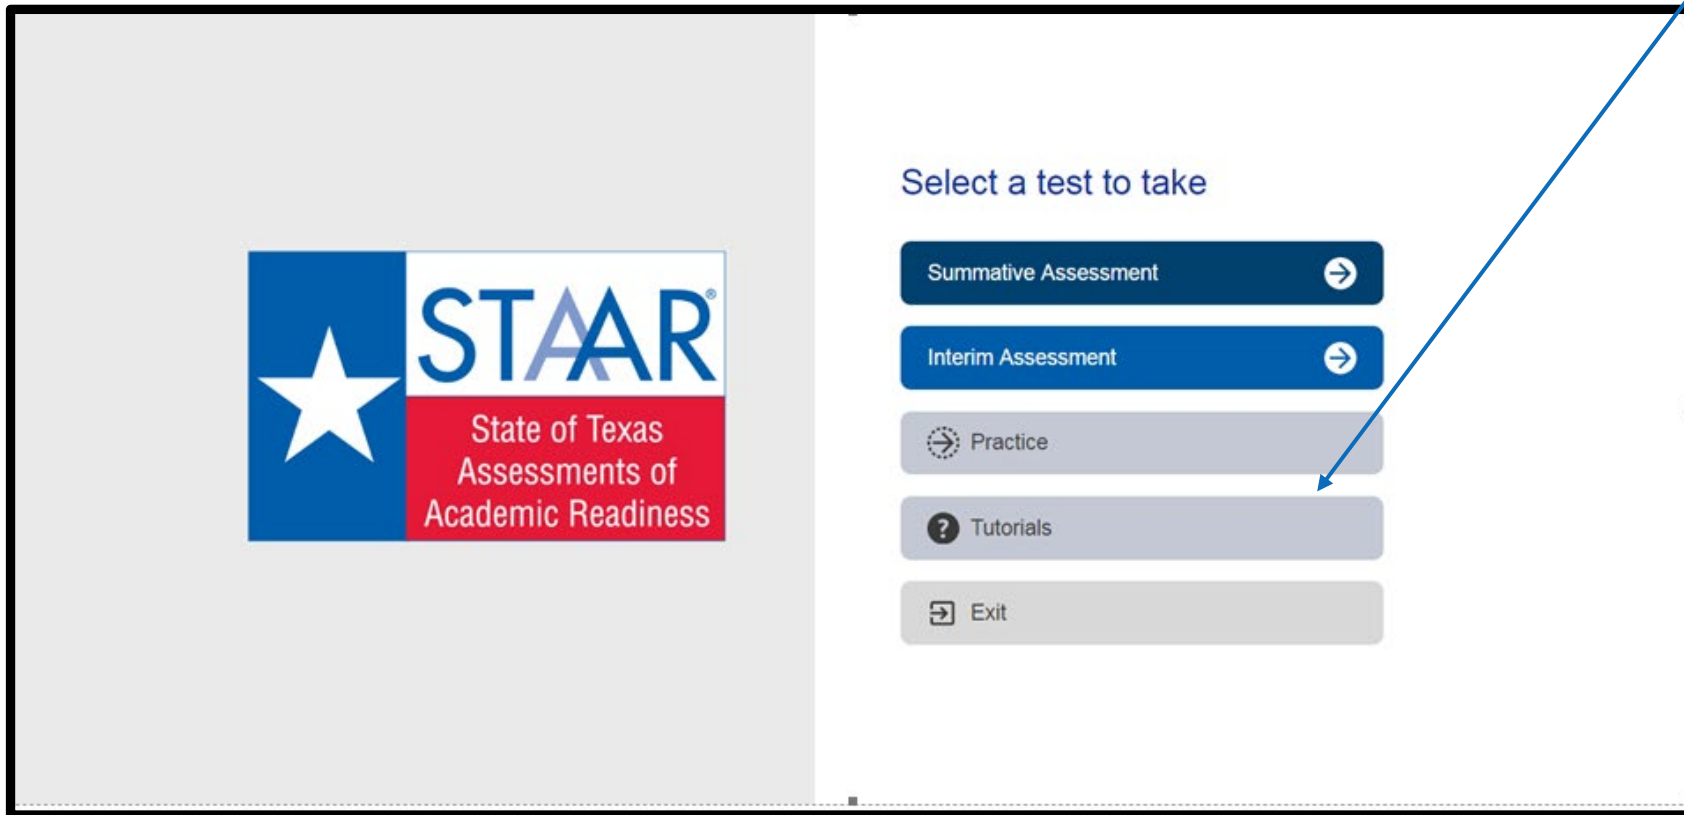 STAAR®
State of Texas
Assessments of
Academic Readiness
Select a test to take
Summative Assessment
Interim Assessment
Practice
Tutorials
Exit